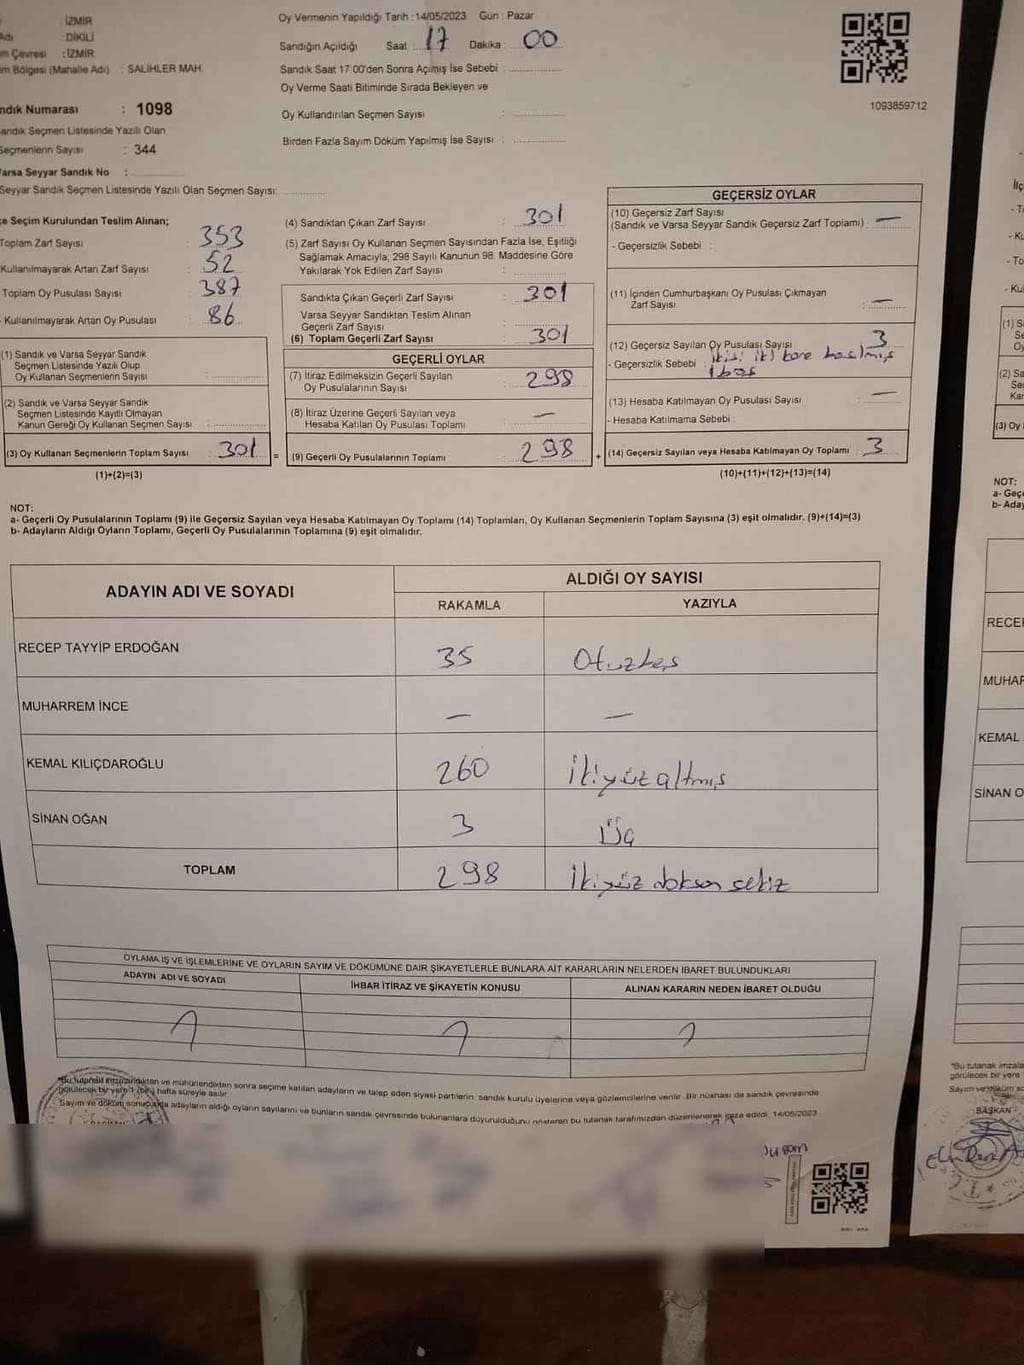 İZMİR
Adı : DİKİLİ
m Çevresi : İZMİR
m Bölgesi (Mahalle Adı) : SALİHLER MAH.
ndık Numarası : 1098
andık Seçmen Listesinde Yazılı Olan
Seçmenlerin Sayısı : 344
Varsa Seyyar Sandık No :
Seyyar Sandık Seçmen Listesinde Yazılı Olan Seçmen Sayısı:
Oy Vermenin Yapıldığı Tarih : 14/05/2023 Gün : Pazar
Sandığın Açıldığı Saat 17 Dakika : 00
Sandık Saat 17:00'den Sonra Açımış İse Sebebi :
Oy Verme Saati Bitiminde Sırada Bekleyen ve
Oy Kullandırılan Seçmen Sayısı :
Birden Fazla Sayım Döküm Yapılmış İse Sayısı :
1093859712
çe Seçim Kurulundan Teslim Alınan;
Toplam Zarf Sayısı : 353
Kullanılmayarak Artan Zarf Sayısı : 52
Toplam Oy Pusulası Sayısı : 387
Kullanılmayarak Artan Oy Pusulası : 86
(1) Sandık ve Varsa Seyyar Sandık
Seçmen Listesinde Yazılı Olup
Oy Kullanan Seçmenlerin Sayısı :
(2) Sandık ve Varsa Seyyar Sandık
Seçmen Listesinde Kayıtlı Olmayan
Kanun Gereği Oy Kullanan Seçmen Sayısı :
(3) Oy Kullanan Seçmenlerin Toplam Sayısı : 301 =
(1)+(2)=(3)
(4) Sandıktan Çıkan Zarf Sayısı : 301
(5) Zarf Sayısı Oy Kullanan Seçmen Sayısından Fazla İse, Eşitliği
Sağlamak Amacıyla; 298 Sayılı Kanunun 98. Maddesine Göre
Yakılarak Yok Edilen Zarf Sayısı :
Sandıkta Çıkan Geçerli Zarf Sayısı : 301
Varsa Seyyar Sandıktan Teslim Alınan
Geçerli Zarf Sayısı :
(6) Toplam Geçerli Zarf Sayısı : 301
GEÇERLİ OYLAR
(7) İtiraz Edilmeksizin Geçerli Sayılan
Oy Pusulalarının Sayısı : 298
(8) İtiraz Üzerine Geçerli Sayılan veya
Hesaba Katılan Oy Pusulası Toplamı : —
(9) Geçerli Oy Pusulalarının Toplamı : 298 +
GEÇERSİZ OYLAR
(10) Geçersiz Zarf Sayısı
(Sandık ve Varsa Seyyar Sandık Geçersiz Zarf Toplamı) : —
- Geçersizlik Sebebi :
(11) İçinden Cumhurbaşkanı Oy Pusulası Çıkmayan
Zarf Sayısı : —
(12) Geçersiz Sayılan Oy Pusulası Sayısı : 3
- Geçersizlik Sebebi : ikisi iki kere basılmış
1 boş
(13) Hesaba Katılmayan Oy Pusulası Sayısı : —
- Hesaba Katılmama Sebebi :
(14) Geçersiz Sayılan veya Hesaba Katılmayan Oy Toplamı : 3
(10)+(11)+(12)+(13)=(14)
NOT:
a- Geçerli Oy Pusulalarının Toplamı (9) ile Geçersiz Sayılan veya Hesaba Katılmayan Oy Toplamı (14) Toplamları, Oy Kullanan Seçmenlerin Toplam Sayısına (3) eşit olmalıdır. (9)+(14)=(3)
b- Adayların Aldığı Oyların Toplamı, Geçerli Oy Pusulalarının Toplamına (9) eşit olmalıdır.
ADAYIN ADI VE SOYADI
ALDIĞI OY SAYISI
RAKAMLA YAZIYLA
RECEP TAYYİP ERDOĞAN 35 Otuzbeş
MUHARREM İNCE — —
KEMAL KILIÇDAROĞLU 260 İkiyüz altmış
SİNAN OĞAN 3 Üç
TOPLAM 298 İkiyüz doksan sekiz
OYLAMA İŞ VE İŞLEMLERİNE VE OYLARIN SAYIM VE DÖKÜMÜNE DAİR ŞİKAYETLERLE BUNLARA AİT KARARLARIN NELERDEN İBARET BULUNDUKLARI
ADAYIN ADI VE SOYADI
İHBAR İTİRAZ VE ŞİKAYETİN KONUSU
ALINAN KARARIN NEDEN İBARET OLDUĞU
*Bu tutanak imzalandıktan ve mühürlendikten sonra seçime katılan adayların ve talep eden siyasi partilerin, sandık kurulu üyelerine veya gözlemcilerine verilir. Bir nüshası da sandık çevresinde
görülecek bir yere 1 (bir) hafta süreyle asılır.
Sayım ve döküm sonucunda adayların aldığı oyların sayılarını ve bunların sandık çevresinde bulunanlara duyurulduğunu gösteren bu tutanak tarafımızdan düzenlenerek imza edildi. 14/05/2023
NOT:
a- Geçe
b- Aday
RECEP
MUHAR
KEMAL
SİNAN O
*Bu tutanak imzala
görülecek bir yere
Sayım ve döküm so
BAŞKAN